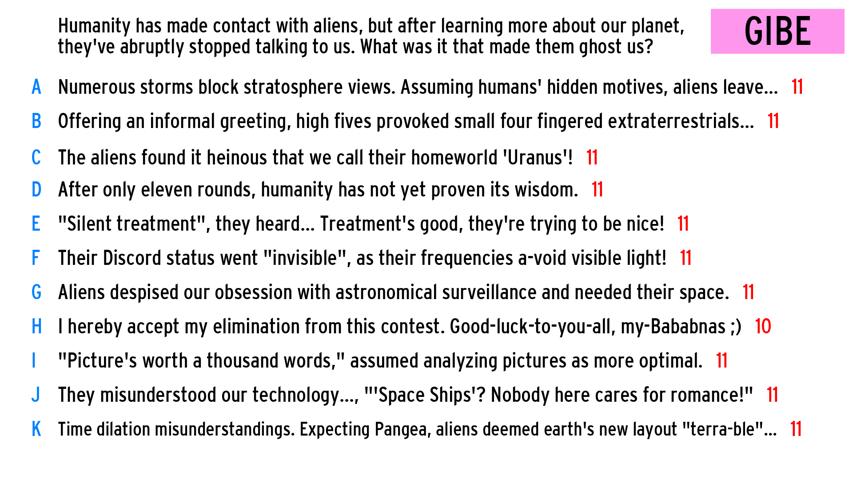 Humanity has made contact with aliens, but after learning more about our planet,
they've abruptly stopped talking to us. What was it that made them ghost us?
GIBE
A Numerous storms block stratosphere views. Assuming humans' hidden motives, aliens leave... 11
B Offering an informal greeting, high fives provoked small four fingered extraterrestrials... 11
C The aliens found it heinous that we call their homeworld 'Uranus'! 11
D After only eleven rounds, humanity has not yet proven its wisdom. 11
E "Silent treatment", they heard... Treatment's good, they're trying to be nice! 11
F Their Discord status went "invisible", as their frequencies a-void visible light! 11
G Aliens despised our obsession with astronomical surveillance and needed their space. 11
H I hereby accept my elimination from this contest. Good-luck-to-you-all, my-Bababnas ;) 10
I "Picture's worth a thousand words," assumed analyzing pictures as more optimal. 11
J They misunderstood our technology..., "'Space Ships'? Nobody here cares for romance!" 11
K Time dilation misunderstandings. Expecting Pangea, aliens deemed earth's new layout "terra-ble"... 11